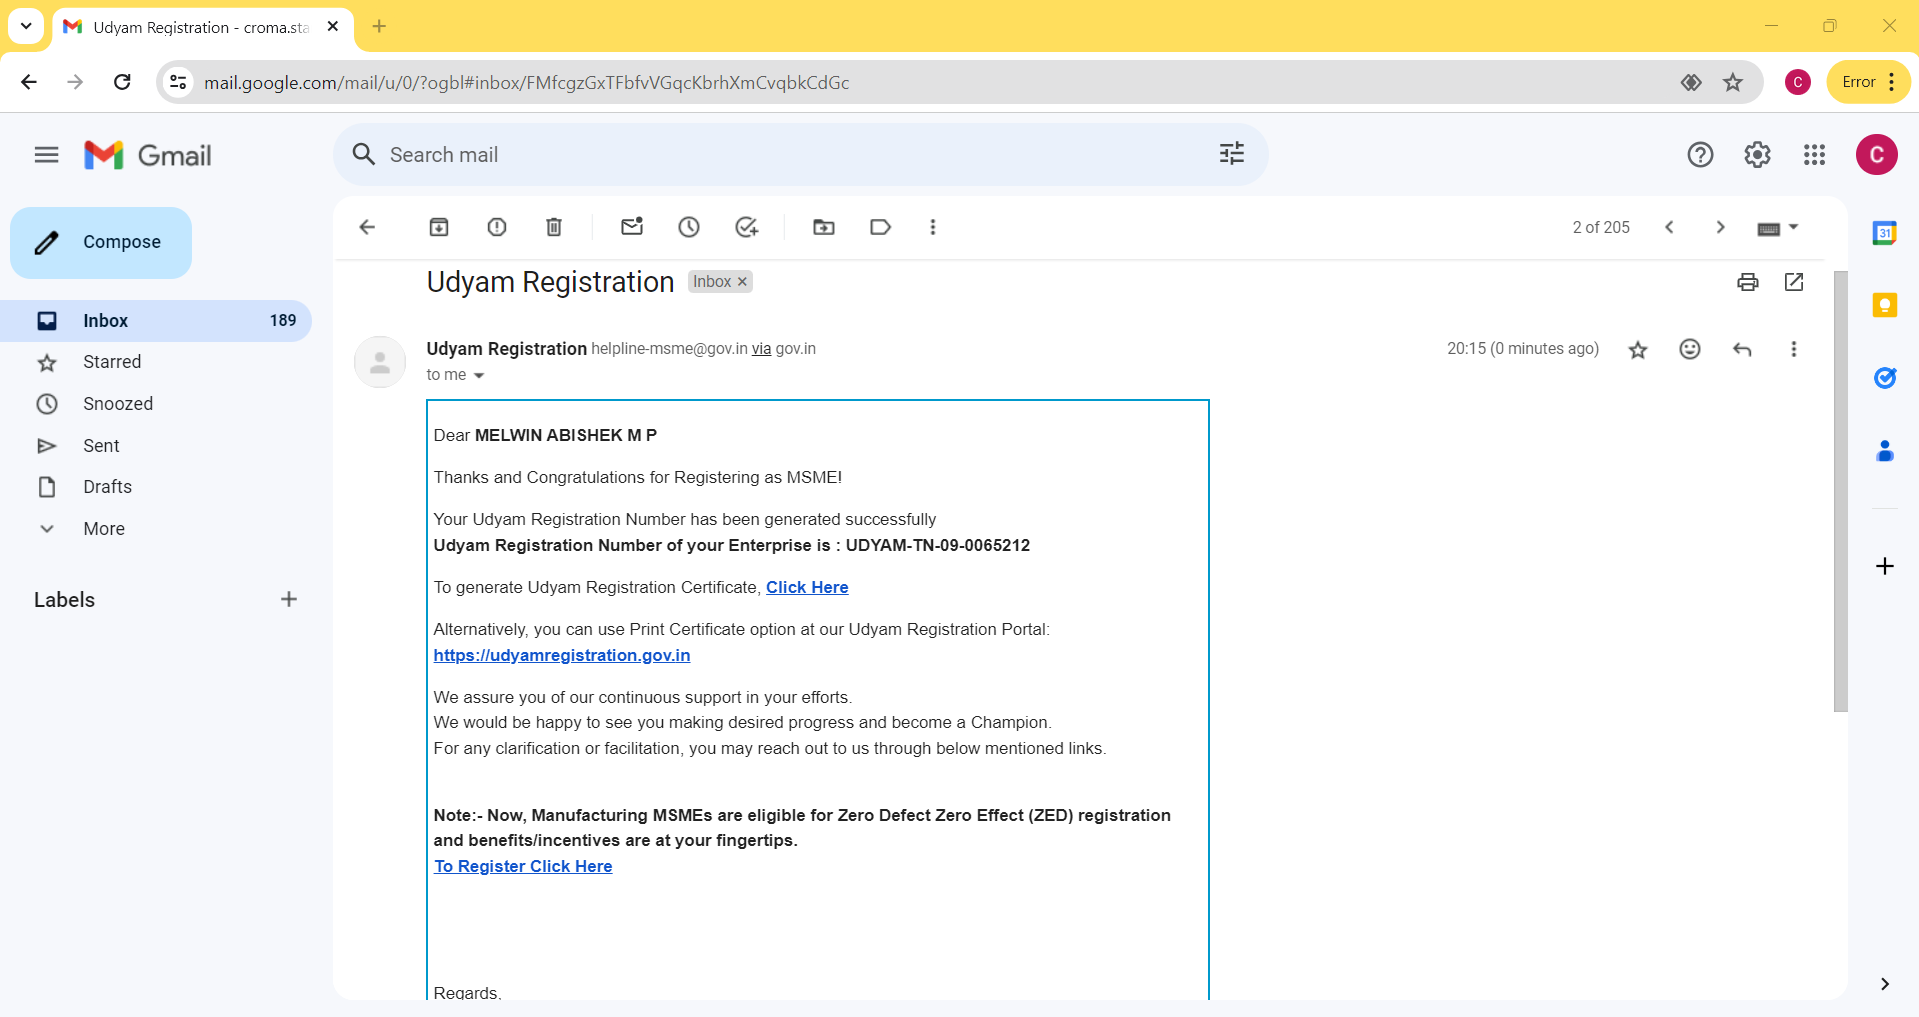 Udyam Registration - croma.sta
mail.google.com/mail/u/0/?ogbl#inbox/FMfcgzGxTFbfvVGqcKbrhXmCvqbkCdGc
C
Error
Gmail
Search mail
C
Compose
2 of 205
31
Udyam Registration Inbox
Inbox 189
Starred
Snoozed
Sent
Drafts
More
Labels
Udyam Registration helpline-msme@gov.in via gov.in
20:15 (0 minutes ago)
to me
Dear MELWIN ABISHEK M P
Thanks and Congratulations for Registering as MSME!
Your Udyam Registration Number has been generated successfully
Udyam Registration Number of your Enterprise is : UDYAM-TN-09-0065212
To generate Udyam Registration Certificate, Click Here
Alternatively, you can use Print Certificate option at our Udyam Registration Portal:
https://udyamregistration.gov.in
We assure you of our continuous support in your efforts.
We would be happy to see you making desired progress and become a Champion.
For any clarification or facilitation, you may reach out to us through below mentioned links.
Note:- Now, Manufacturing MSMEs are eligible for Zero Defect Zero Effect (ZED) registration
and benefits/incentives are at your fingertips.
To Register Click Here
Regards,